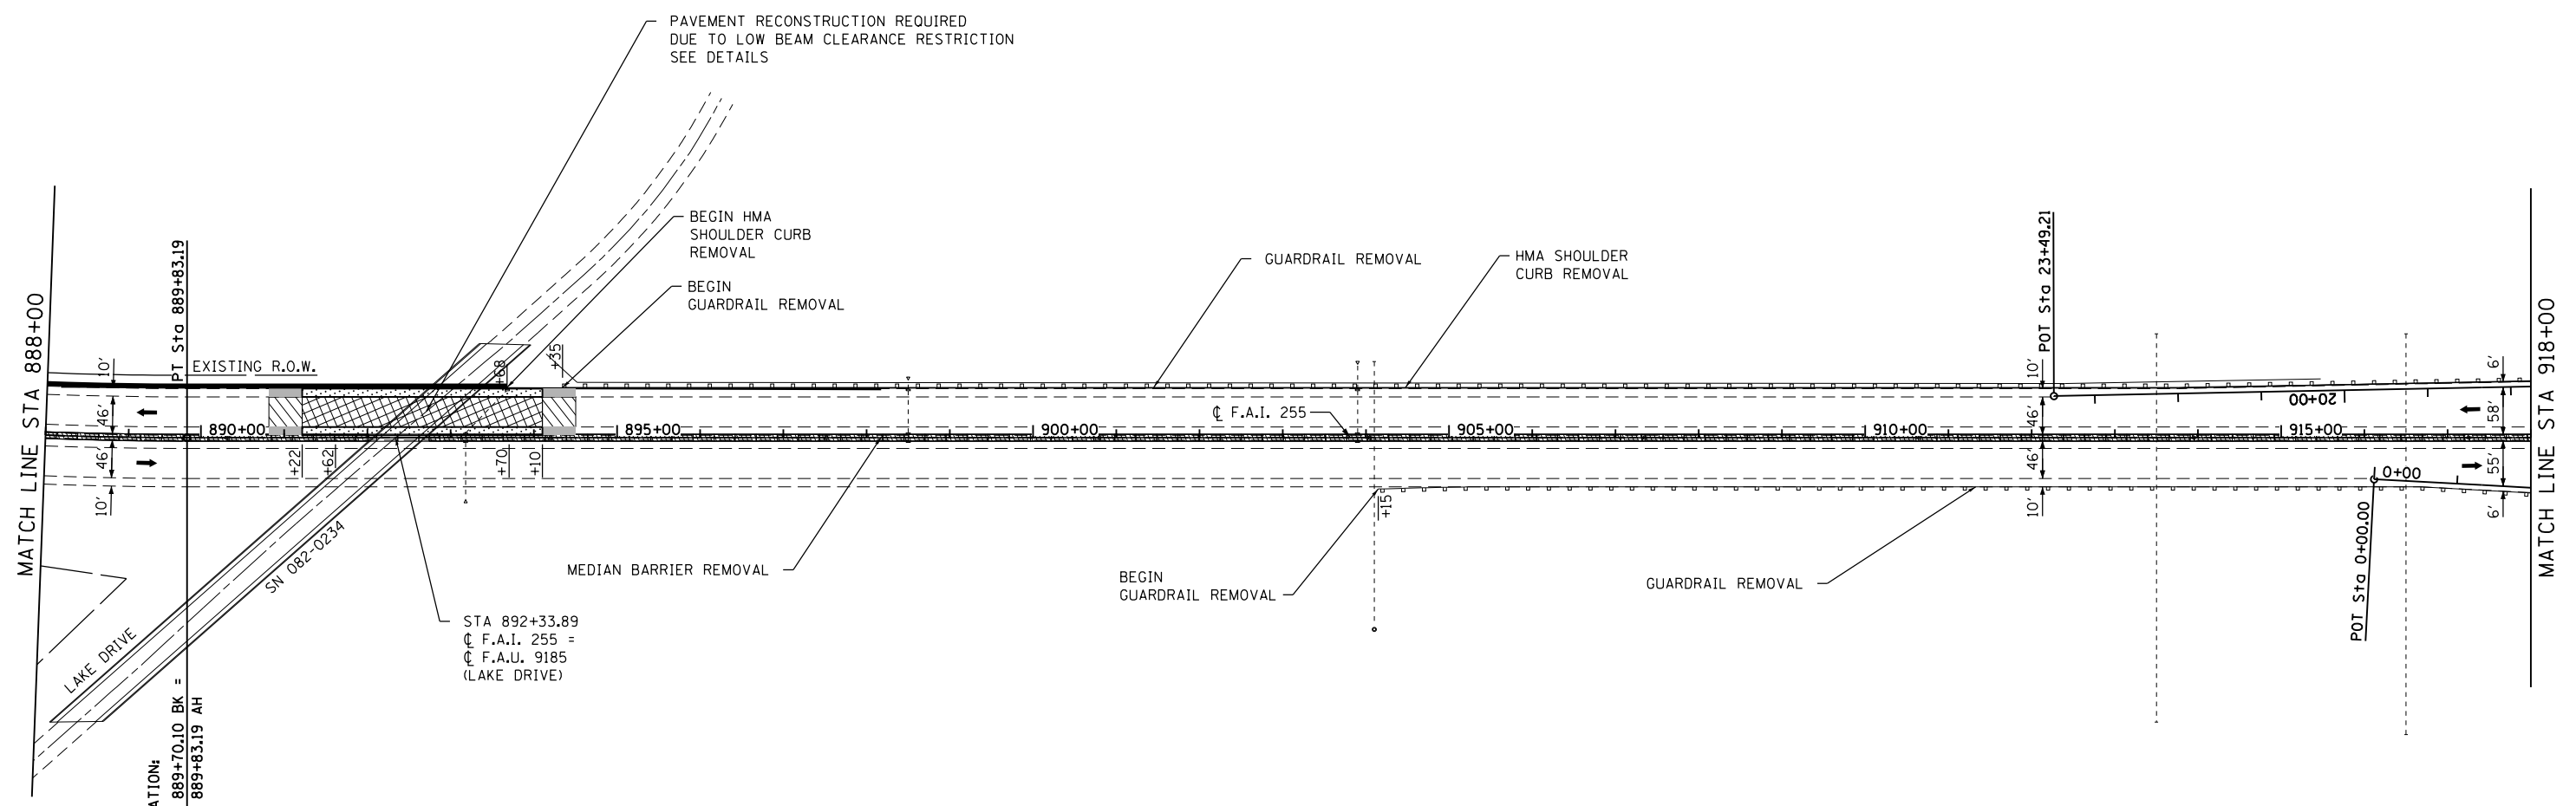 PAVEMENT RECONSTRUCTION REQUIRED
DUE TO LOW BEAM CLEARANCE RESTRICTION
SEE DETAILS
BEGIN HMA
SHOULDER CURB
REMOVAL
BEGIN
GUARDRAIL REMOVAL
GUARDRAIL REMOVAL
HMA SHOULDER
CURB REMOVAL
POT Sta 23+49.21
MATCH LINE STA 888+00
PT Sta 889+83.19
EXISTING R.O.W.
10'
46'
46'
10'
+68
+35
℄ F.A.I. 255
890+00
895+00
900+00
905+00
910+00
915+00
20+00
0+00
+22
+62
+70
+10
+15
10'
46'
46'
10'
6'
58'
55'
6'
MATCH LINE STA 918+00
POT Sta 0+00.00
SN 082-0234
LAKE DRIVE
MEDIAN BARRIER REMOVAL
STA 892+33.89
℄ F.A.I. 255 =
℄ F.A.U. 9185
(LAKE DRIVE)
BEGIN
GUARDRAIL REMOVAL
GUARDRAIL REMOVAL
ATION:
889+70.10 BK =
889+83.19 AH